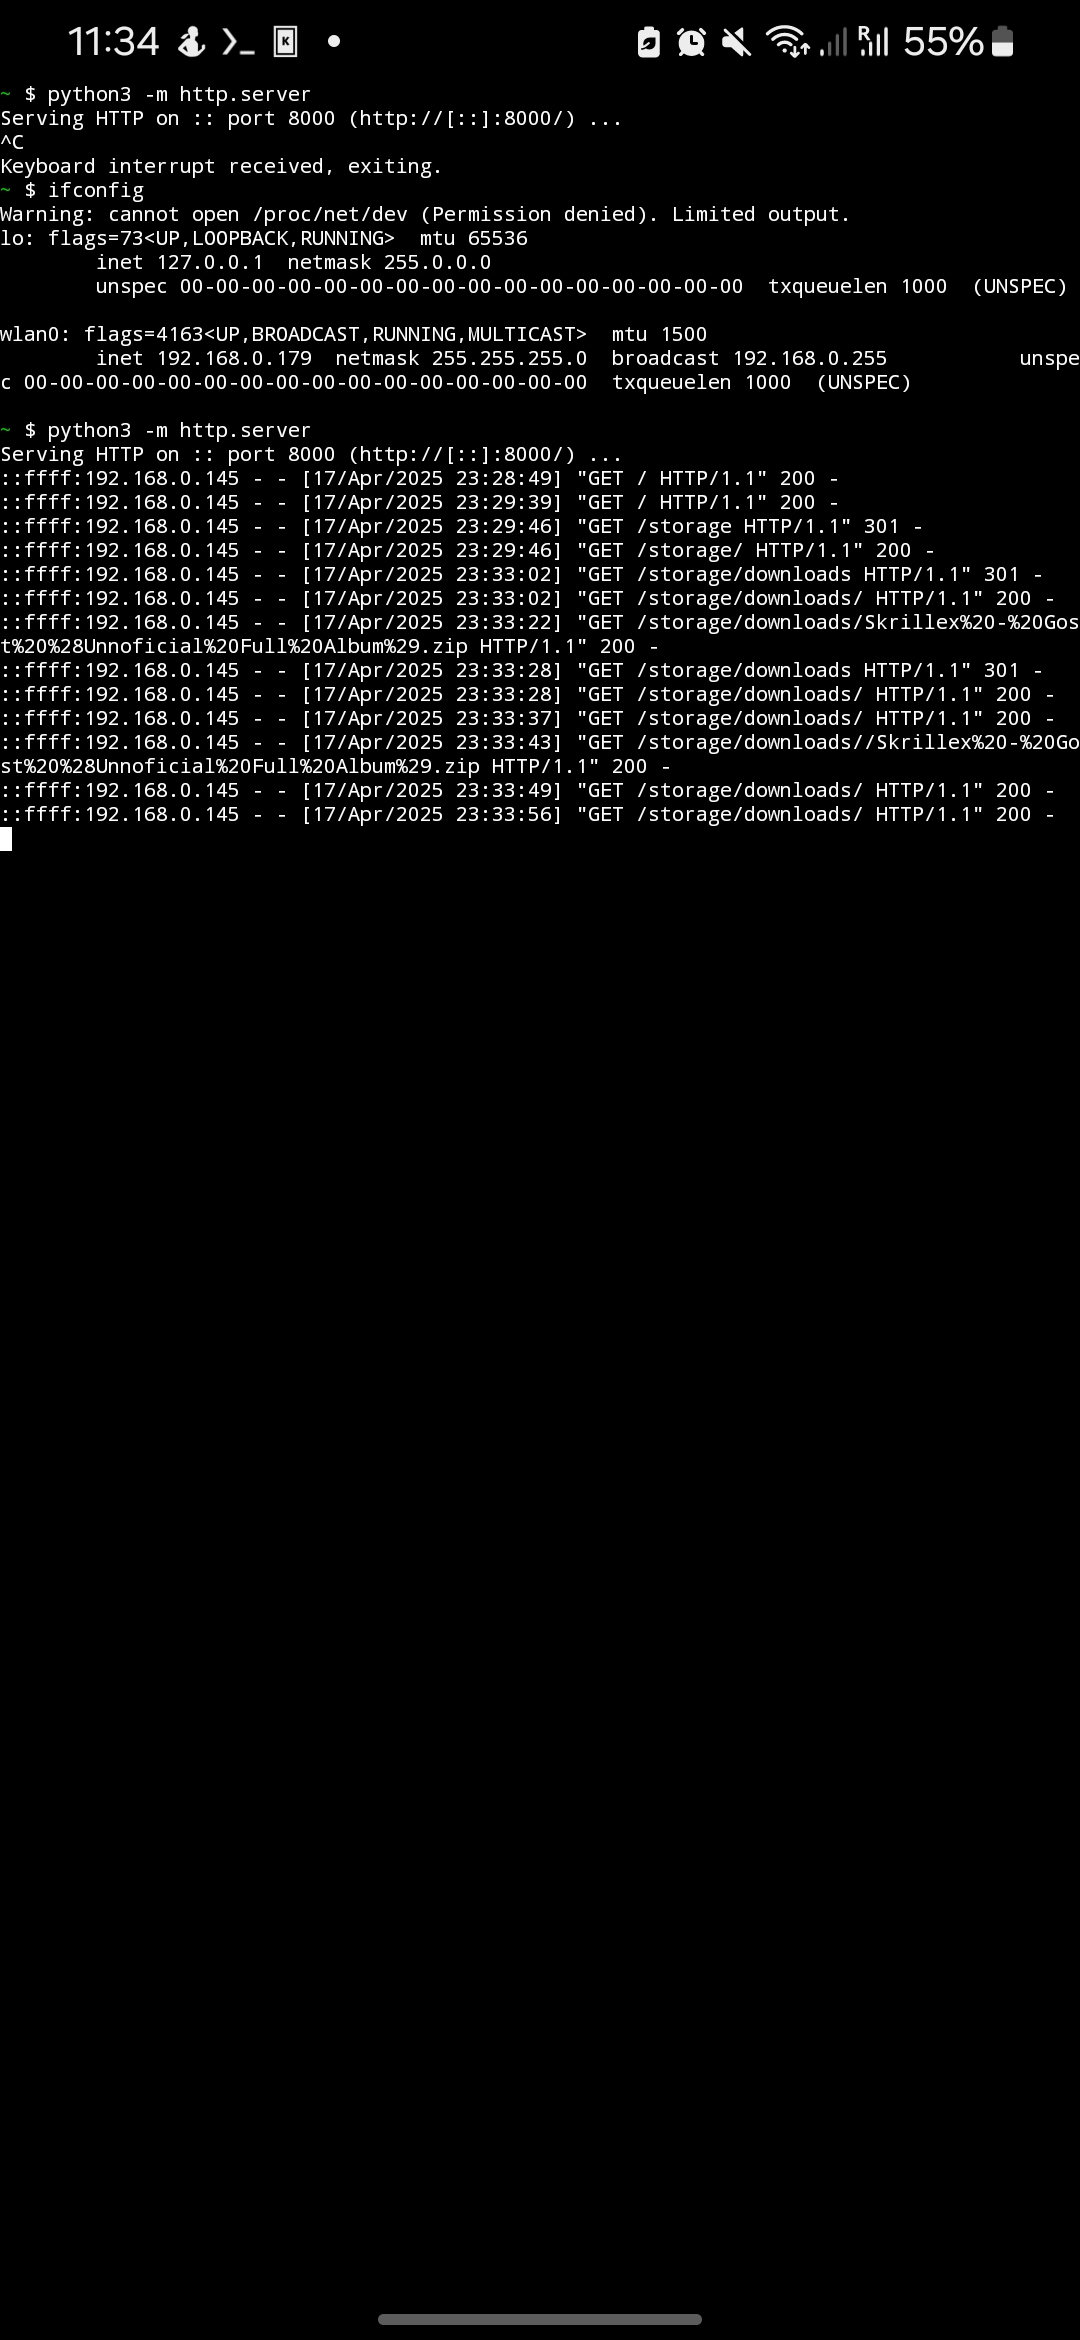 11:34 >_ K 55%
~ $ python3 -m http.server
Serving HTTP on :: port 8000 (http://[::]:8000/) ...
^C
Keyboard interrupt received, exiting.
~ $ ifconfig
Warning: cannot open /proc/net/dev (Permission denied). Limited output.
lo: flags=73<UP,LOOPBACK,RUNNING>  mtu 65536
        inet 127.0.0.1  netmask 255.0.0.0
        unspec 00-00-00-00-00-00-00-00-00-00-00-00-00-00-00-00  txqueuelen 1000  (UNSPEC)

wlan0: flags=4163<UP,BROADCAST,RUNNING,MULTICAST>  mtu 1500
        inet 192.168.0.179  netmask 255.255.255.0  broadcast 192.168.0.255           unspe
c 00-00-00-00-00-00-00-00-00-00-00-00-00-00-00-00  txqueuelen 1000  (UNSPEC)

~ $ python3 -m http.server
Serving HTTP on :: port 8000 (http://[::]:8000/) ...
::ffff:192.168.0.145 - - [17/Apr/2025 23:28:49] "GET / HTTP/1.1" 200 -
::ffff:192.168.0.145 - - [17/Apr/2025 23:29:39] "GET / HTTP/1.1" 200 -
::ffff:192.168.0.145 - - [17/Apr/2025 23:29:46] "GET /storage HTTP/1.1" 301 -
::ffff:192.168.0.145 - - [17/Apr/2025 23:29:46] "GET /storage/ HTTP/1.1" 200 -
::ffff:192.168.0.145 - - [17/Apr/2025 23:33:02] "GET /storage/downloads HTTP/1.1" 301 -
::ffff:192.168.0.145 - - [17/Apr/2025 23:33:02] "GET /storage/downloads/ HTTP/1.1" 200 -
::ffff:192.168.0.145 - - [17/Apr/2025 23:33:22] "GET /storage/downloads/Skrillex%20-%20Gos
t%20%28Unnoficial%20Full%20Album%29.zip HTTP/1.1" 200 -
::ffff:192.168.0.145 - - [17/Apr/2025 23:33:28] "GET /storage/downloads HTTP/1.1" 301 -
::ffff:192.168.0.145 - - [17/Apr/2025 23:33:28] "GET /storage/downloads/ HTTP/1.1" 200 -
::ffff:192.168.0.145 - - [17/Apr/2025 23:33:37] "GET /storage/downloads/ HTTP/1.1" 200 -
::ffff:192.168.0.145 - - [17/Apr/2025 23:33:43] "GET /storage/downloads//Skrillex%20-%20Go
st%20%28Unnoficial%20Full%20Album%29.zip HTTP/1.1" 200 -
::ffff:192.168.0.145 - - [17/Apr/2025 23:33:49] "GET /storage/downloads/ HTTP/1.1" 200 -
::ffff:192.168.0.145 - - [17/Apr/2025 23:33:56] "GET /storage/downloads/ HTTP/1.1" 200 -